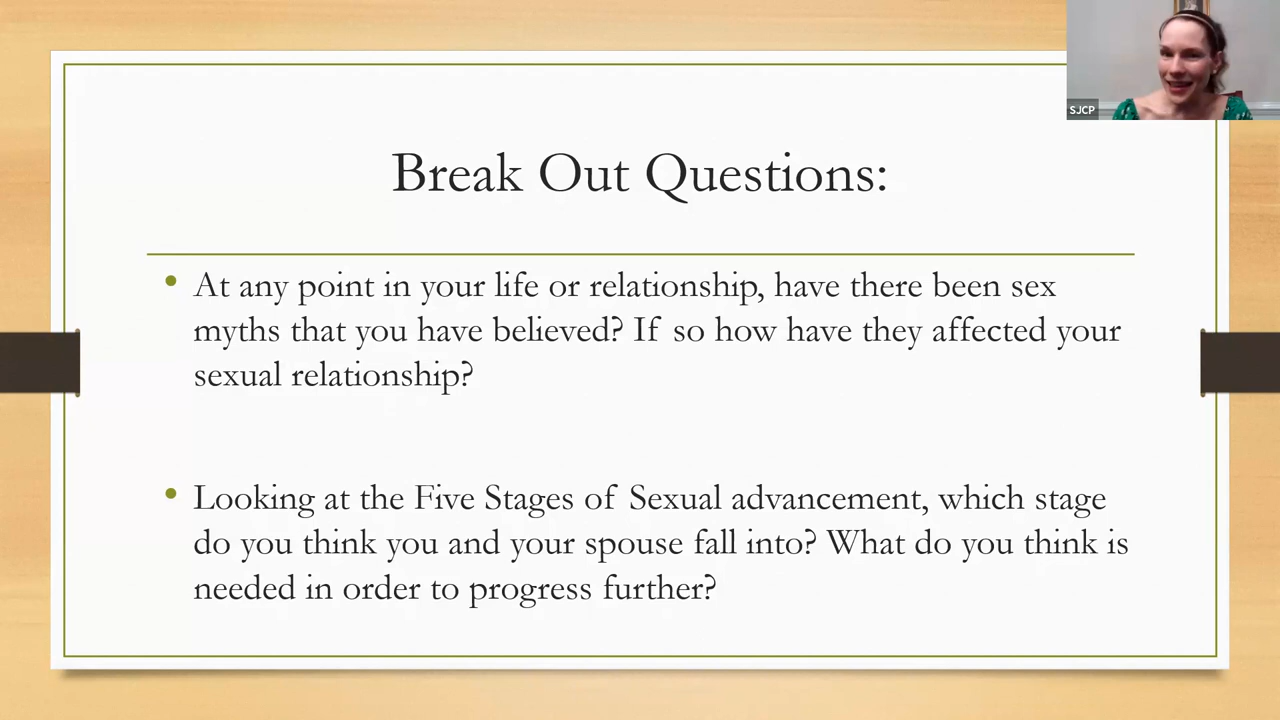 SJCP
Break Out Questions:
• At any point in your life or relationship, have there been sex
myths that you have believed? If so how have they affected your
sexual relationship?
• Looking at the Five Stages of Sexual advancement, which stage
do you think you and your spouse fall into? What do you think is
needed in order to progress further?